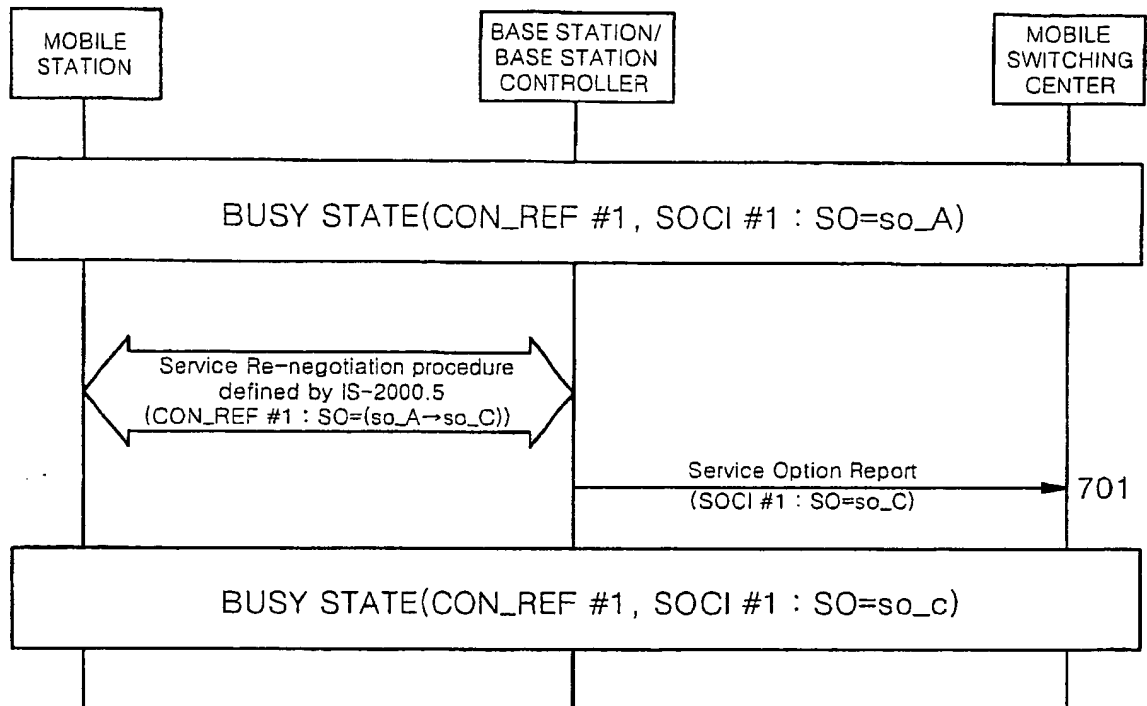 MOBILE
STATION
BASE STATION/
BASE STATION
CONTROLLER
MOBILE
SWITCHING
CENTER
BUSY STATE(CON_REF #1, SOCI #1 : SO=so_A)
Service Re-negotiation procedure
defined by IS-2000.5
(CON_REF #1 : SO=(so_A→so_C))
Service Option Report
(SOCI #1 : SO=so_C)
701
BUSY STATE(CON_REF #1, SOCI #1 : SO=so_c)